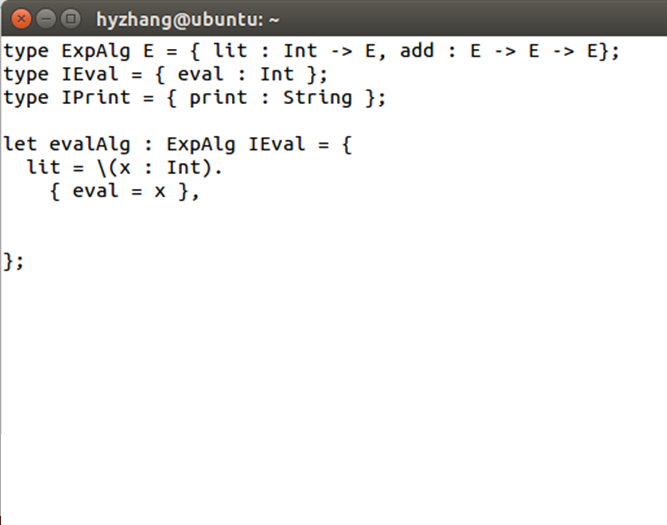 hyzhang@ubuntu: ~
type ExpAlg E = { lit : Int -> E, add : E -> E -> E};
type IEval = { eval : Int };
type IPrint = { print : String };
let evalAlg : ExpAlg IEval = {
  lit = \(x : Int).
    { eval = x },
};